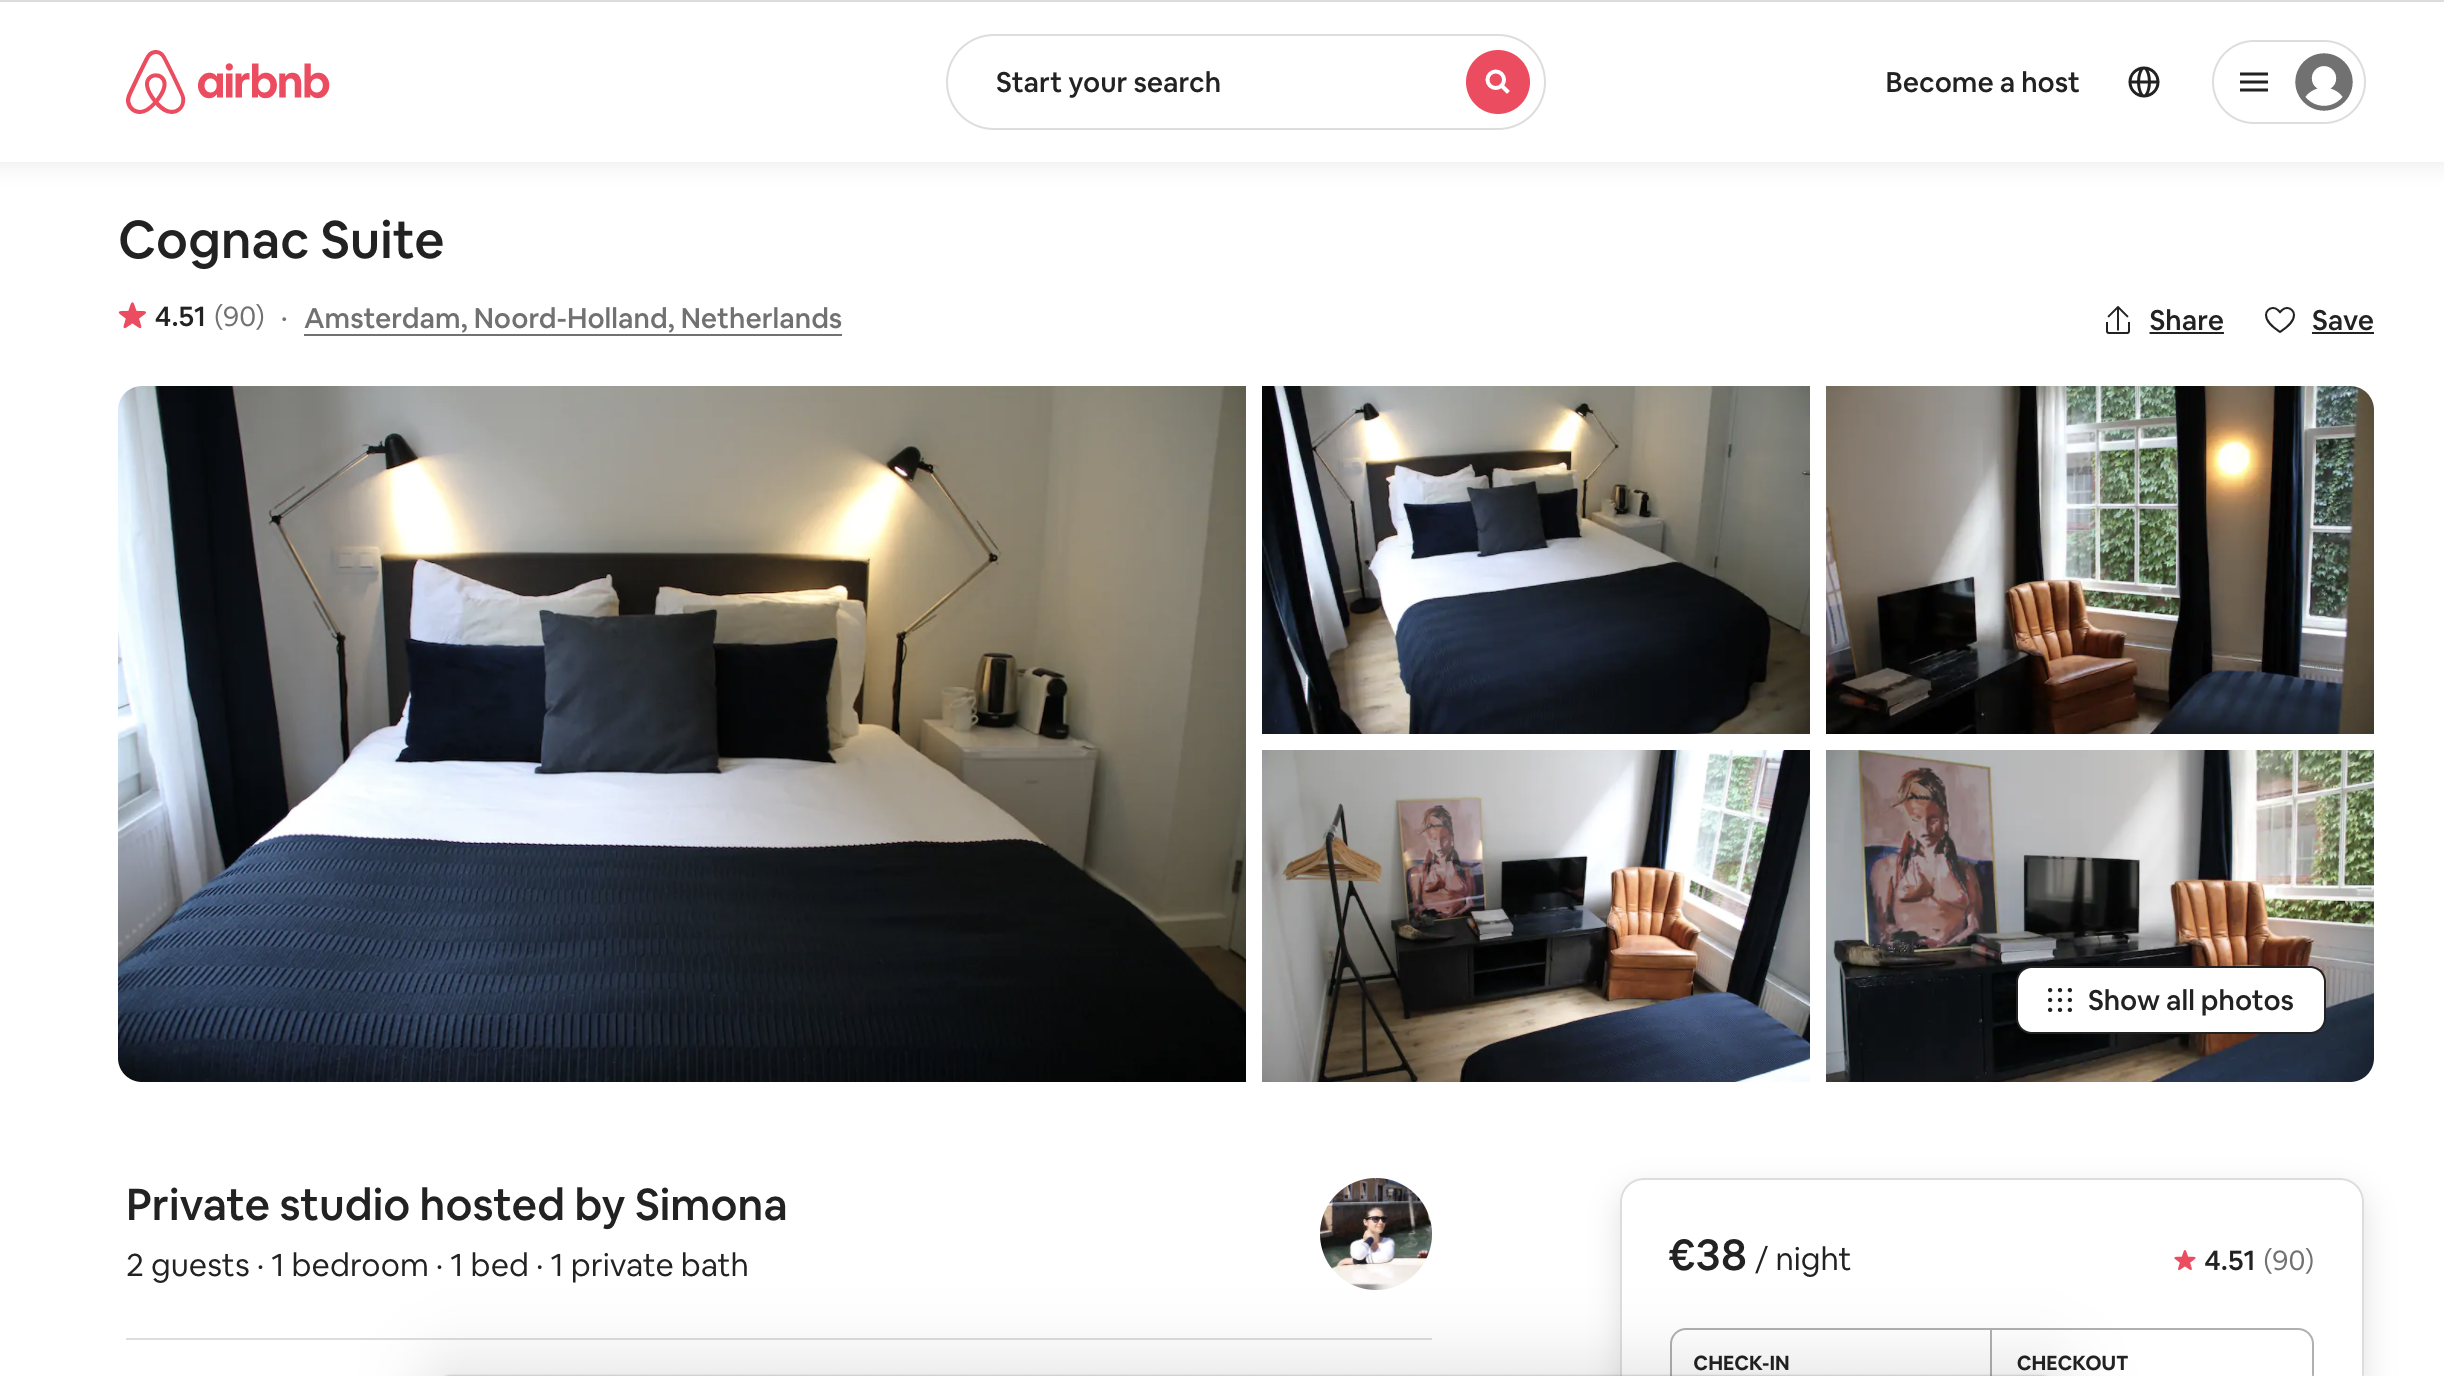 airbnb
Start your search
Become a host
Cognac Suite
4.51 (90) · Amsterdam, Noord-Holland, Netherlands
Share
Save
Show all photos
Private studio hosted by Simona
2 guests · 1 bedroom · 1 bed · 1 private bath
€38 / night
4.51 (90)
CHECK-IN
CHECKOUT